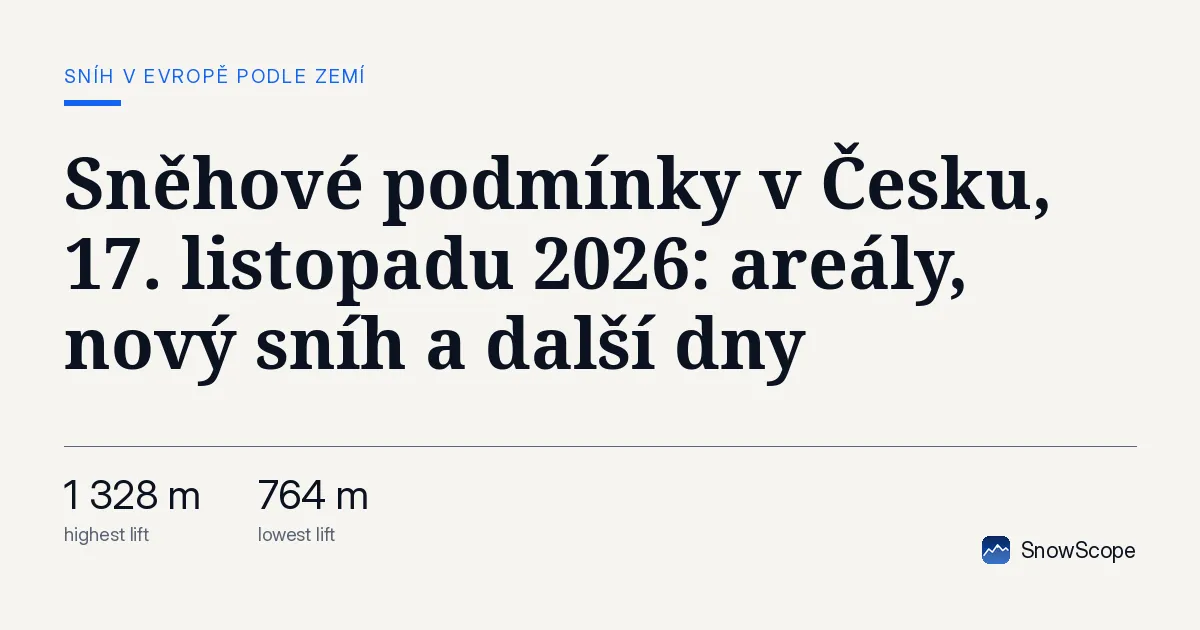 SNÍH V EVROPĚ PODLE ZEMÍ
Sněhové podmínky v Česku,
17. listopadu 2026: areály,
nový sníh a další dny
1 328 m
highest lift
764 m
lowest lift
SnowScope